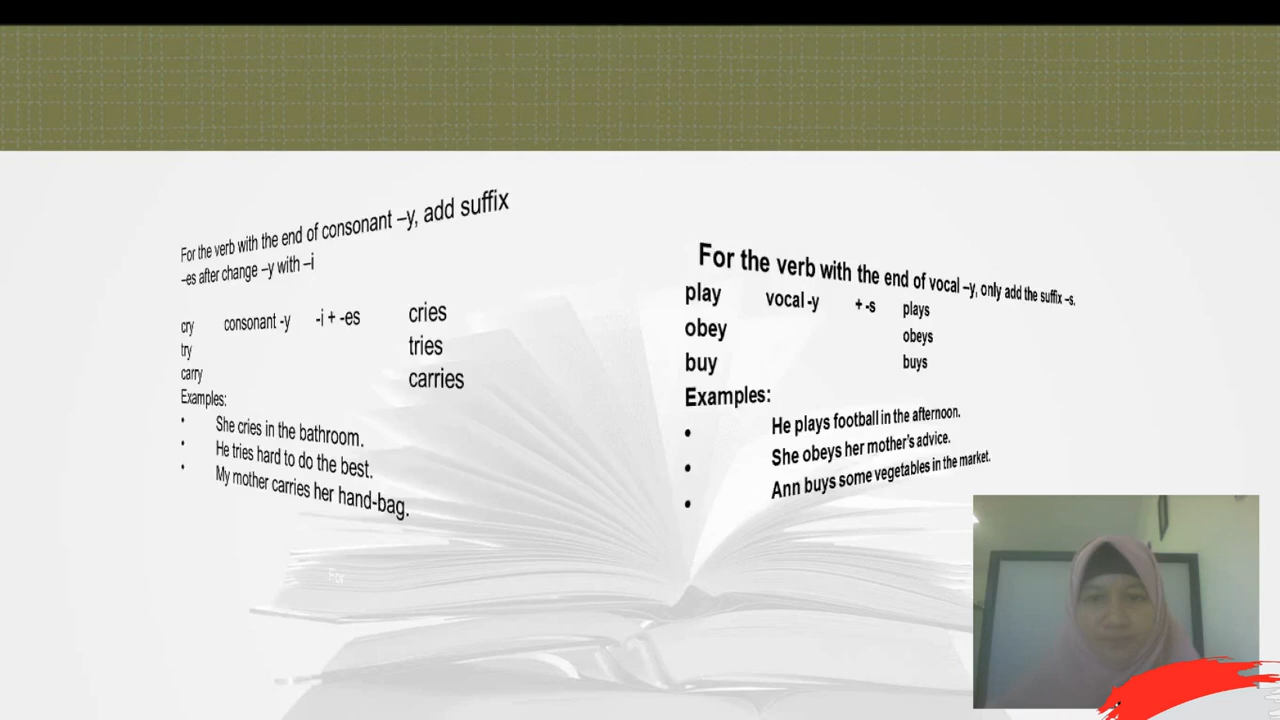 For the verb with the end of consonant –y, add suffix
–es after change –y with –i
cry consonant -y -i + -es cries
try tries
carry carries
Examples:
• She cries in the bathroom.
• He tries hard to do the best.
• My mother carries her hand-bag.
For the verb with the end of vocal –y, only add the suffix –s.
play vocal -y + -s plays
obey obeys
buy buys
Examples:
• He plays football in the afternoon.
• She obeys her mother's advice.
• Ann buys some vegetables in the market.
For